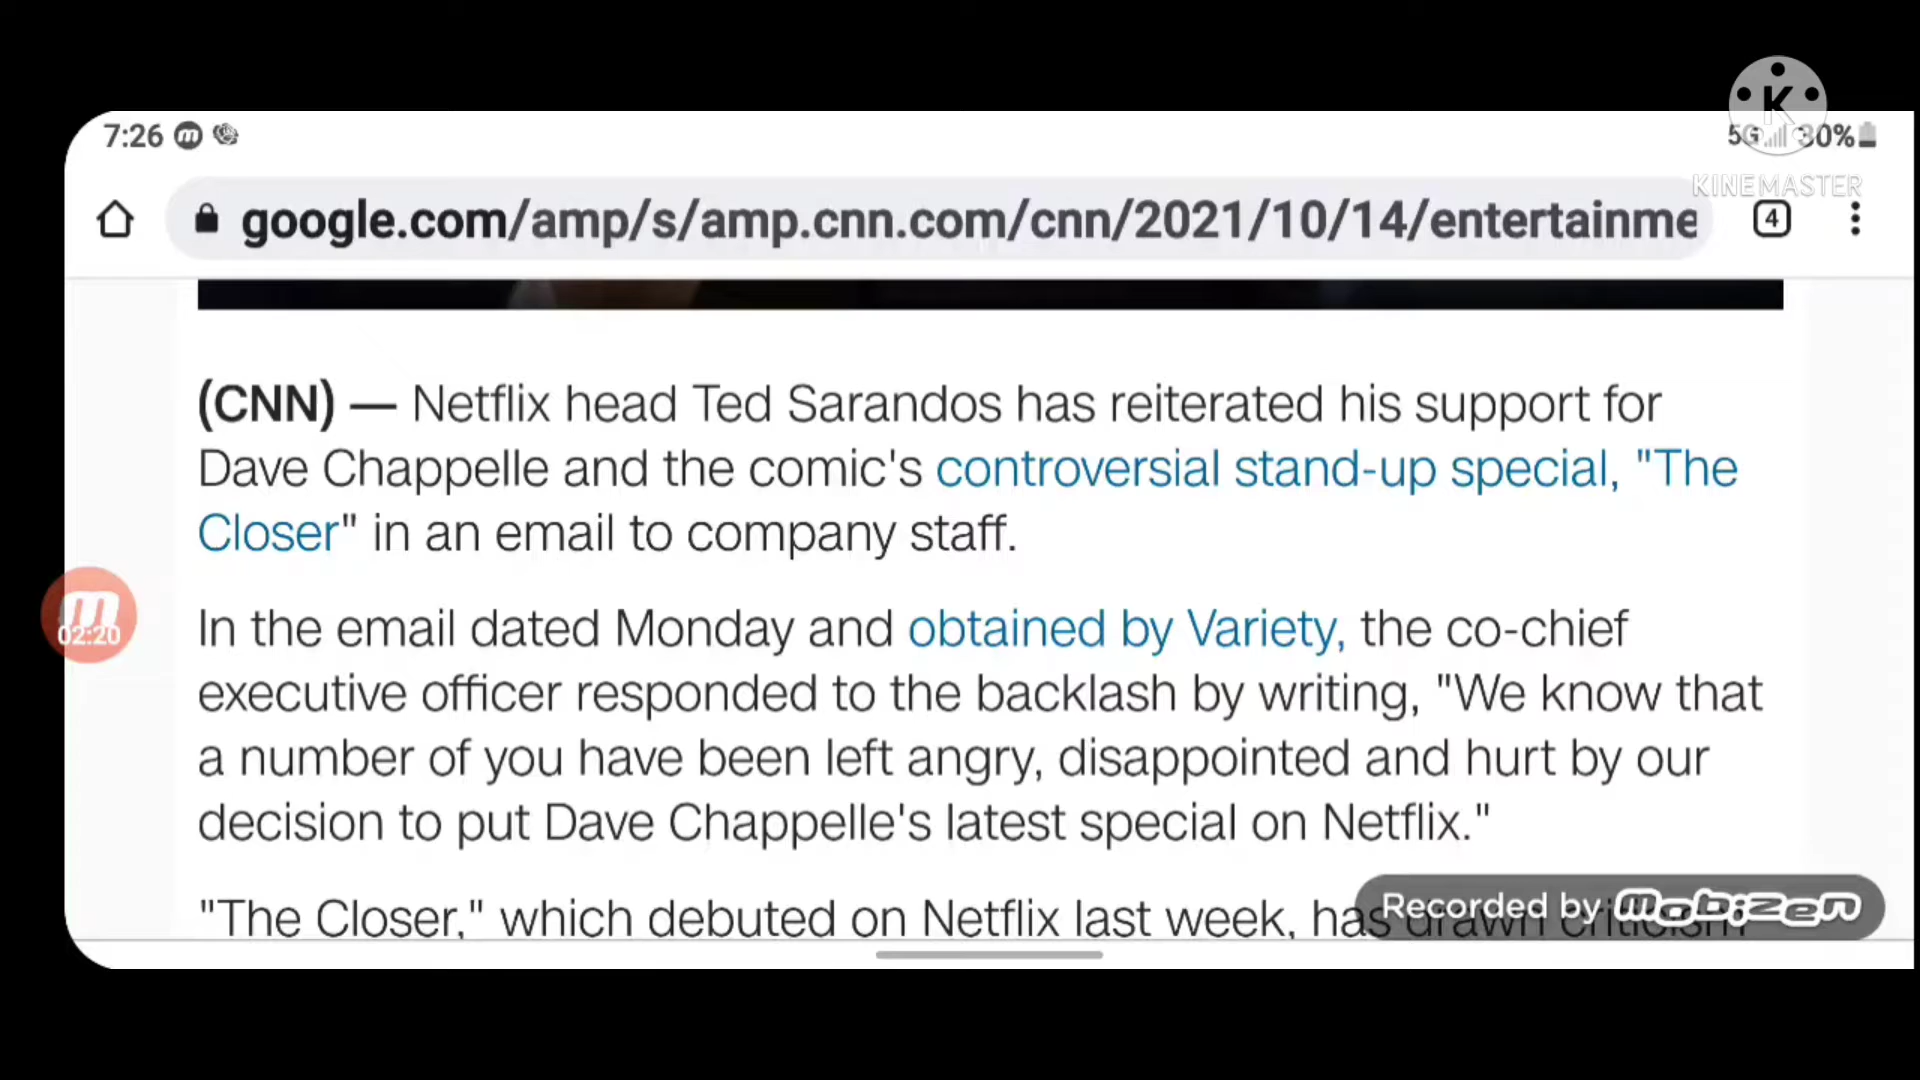 7:26
5G 30%
KINEMASTER
google.com/amp/s/amp.cnn.com/cnn/2021/10/14/entertainme
4
(CNN) — Netflix head Ted Sarandos has reiterated his support for
Dave Chappelle and the comic's controversial stand-up special, "The
Closer" in an email to company staff.
02:20
In the email dated Monday and obtained by Variety, the co-chief
executive officer responded to the backlash by writing, "We know that
a number of you have been left angry, disappointed and hurt by our
decision to put Dave Chappelle's latest special on Netflix."
"The Closer," which debuted on Netflix last week, has drawn criticism
Recorded by Mobizen